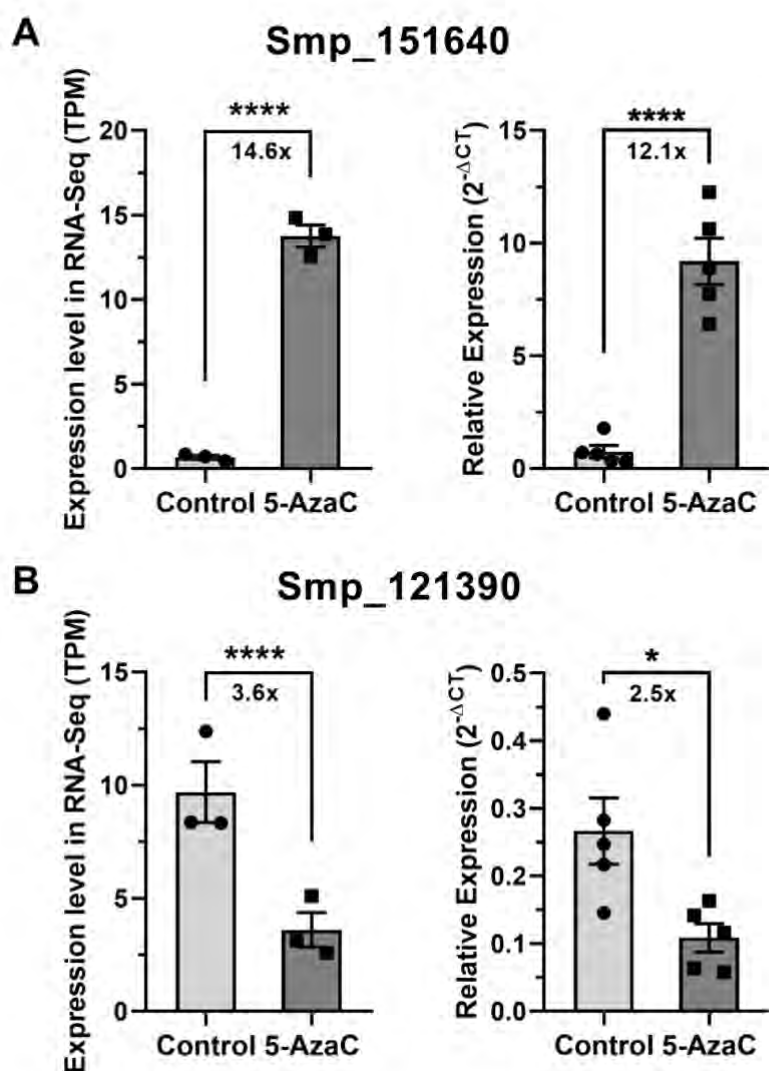 A
Smp_151640
Expression level in RNA-Seq (TPM)
20
15
10
5
0
****
14.6x
Control 5-AzaC
Relative Expression (2^-ΔCT)
15
10
5
0
****
12.1x
Control 5-AzaC
B
Smp_121390
Expression level in RNA-Seq (TPM)
15
10
5
0
****
3.6x
Control 5-AzaC
Relative Expression (2^-ΔCT)
0.5
0.4
0.3
0.2
0.1
0.0
*
2.5x
Control 5-AzaC